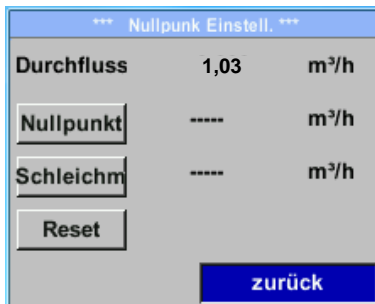 *** Nullpunk Einstell. ***
Durchfluss 1,03 m³/h
Nullpunkt ----- m³/h
Schleichm ----- m³/h
Reset
zurück